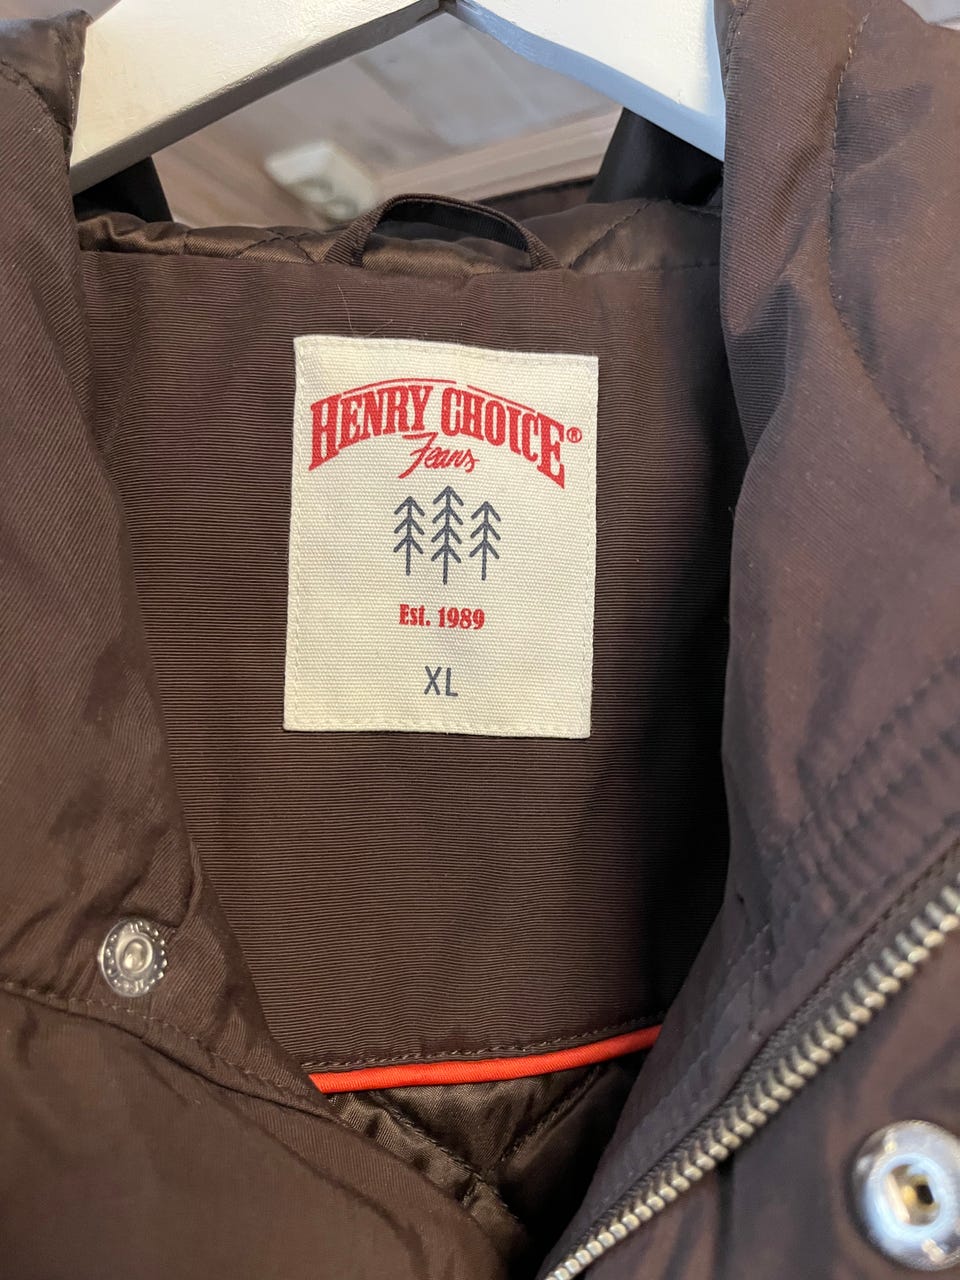 HENRY CHOICE®
Jeans
Est. 1989
XL